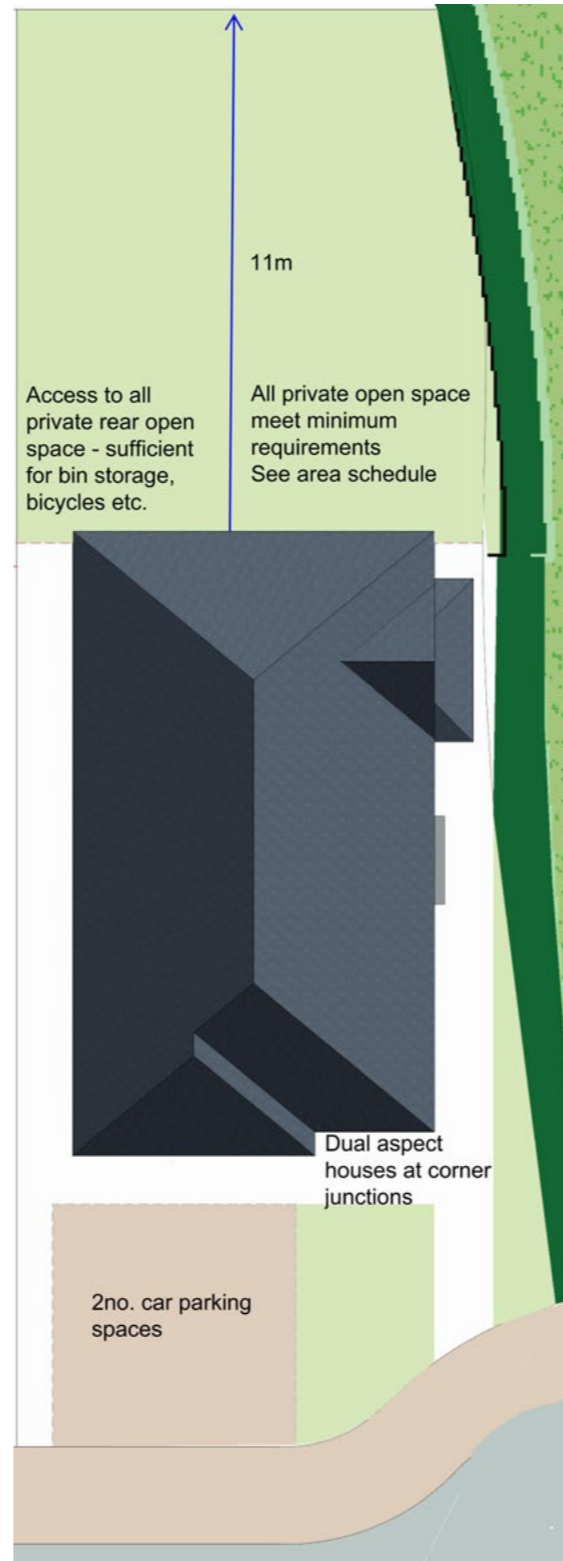 11m
Access to all
private rear open
space - sufficient
for bin storage,
bicycles etc.
All private open space
meet minimum
requirements
See area schedule
Dual aspect
houses at corner
junctions
2no. car parking
spaces